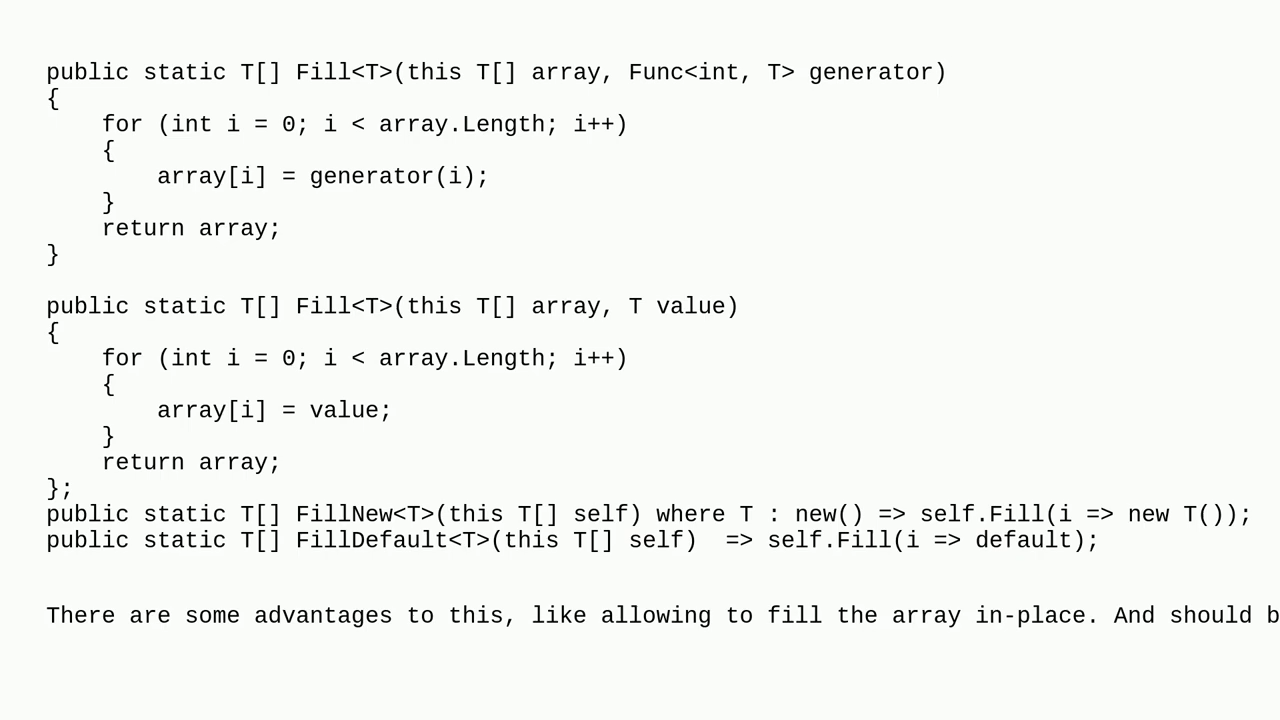 public static T[] Fill<T>(this T[] array, Func<int, T> generator)
{
    for (int i = 0; i < array.Length; i++)
    {
        array[i] = generator(i);
    }
    return array;
}

public static T[] Fill<T>(this T[] array, T value)
{
    for (int i = 0; i < array.Length; i++)
    {
        array[i] = value;
    }
    return array;
};
public static T[] FillNew<T>(this T[] self) where T : new() => self.Fill(i => new T());
public static T[] FillDefault<T>(this T[] self)  => self.Fill(i => default);

There are some advantages to this, like allowing to fill the array in-place. And should